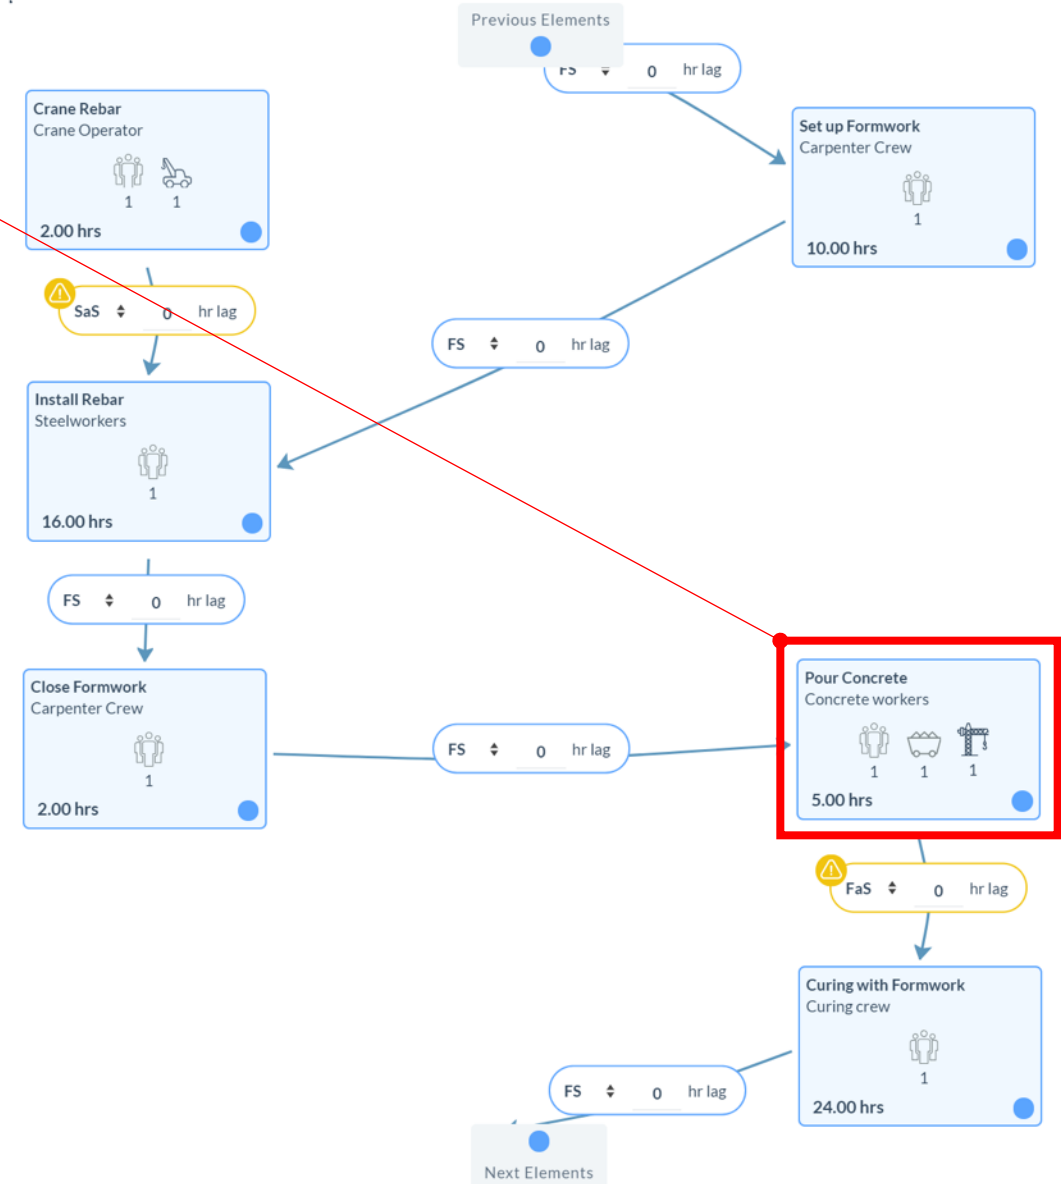 Previous Elements
FS 0 hr lag
Crane Rebar
Crane Operator
1 1
2.00 hrs
Set up Formwork
Carpenter Crew
1
10.00 hrs
SaS 0 hr lag
FS 0 hr lag
Install Rebar
Steelworkers
1
16.00 hrs
FS 0 hr lag
Close Formwork
Carpenter Crew
1
2.00 hrs
FS 0 hr lag
Pour Concrete
Concrete workers
1 1 1
5.00 hrs
FaS 0 hr lag
Curing with Formwork
Curing crew
1
24.00 hrs
FS 0 hr lag
Next Elements